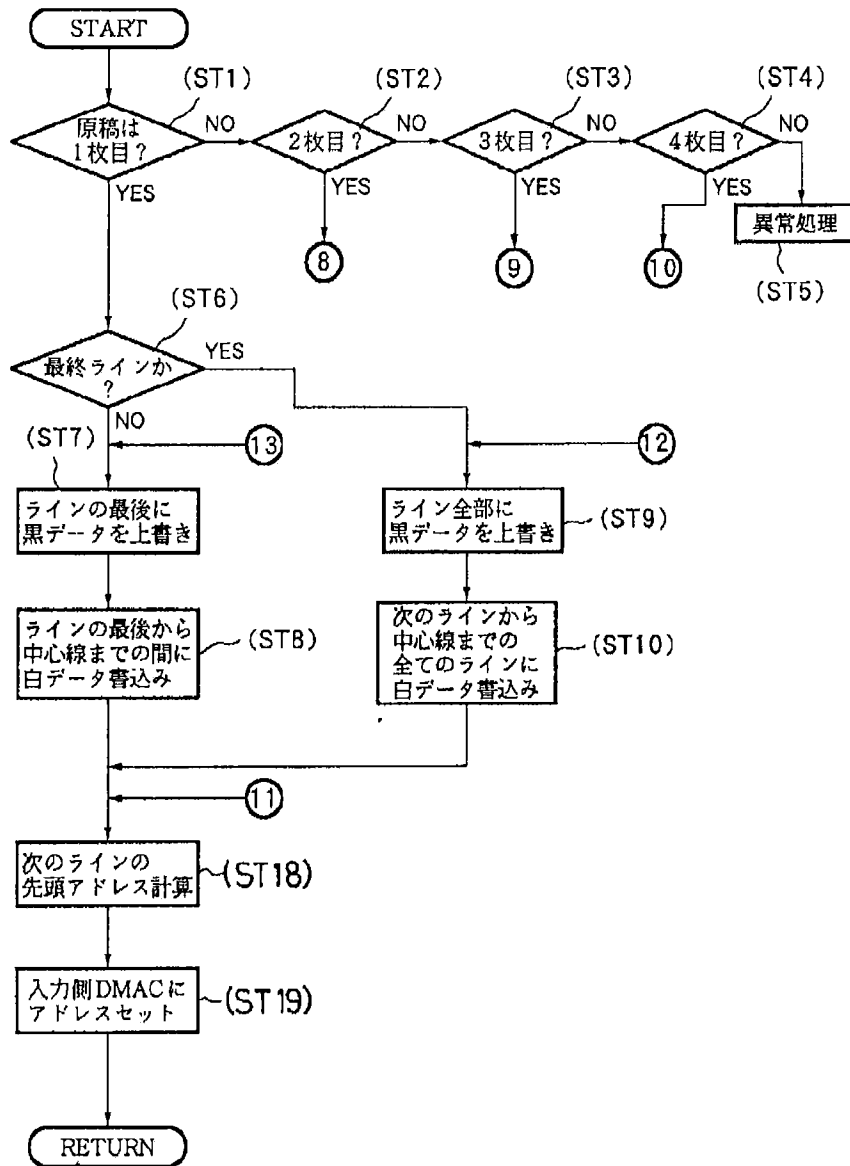 START
(ST1)
(ST2)
(ST3)
(ST4)
原稿は
1枚目?
NO
2枚目?
NO
3枚目?
NO
4枚目?
NO
YES
YES
YES
YES
異常処理
(ST5)
⑧
⑨
⑩
(ST6)
最終ラインか
?
YES
NO
(ST7)
⑬
⑫
ラインの最後に
黒データを上書き
ライン全部に
黒データを上書き
(ST9)
ラインの最後から
中心線までの間に
白データ書込み
(ST8)
次のラインから
中心線までの
全てのラインに
白データ書込み
(ST10)
⑪
次のラインの
先頭アドレス計算
(ST18)
入力側DMACに
アドレスセット
(ST19)
RETURN